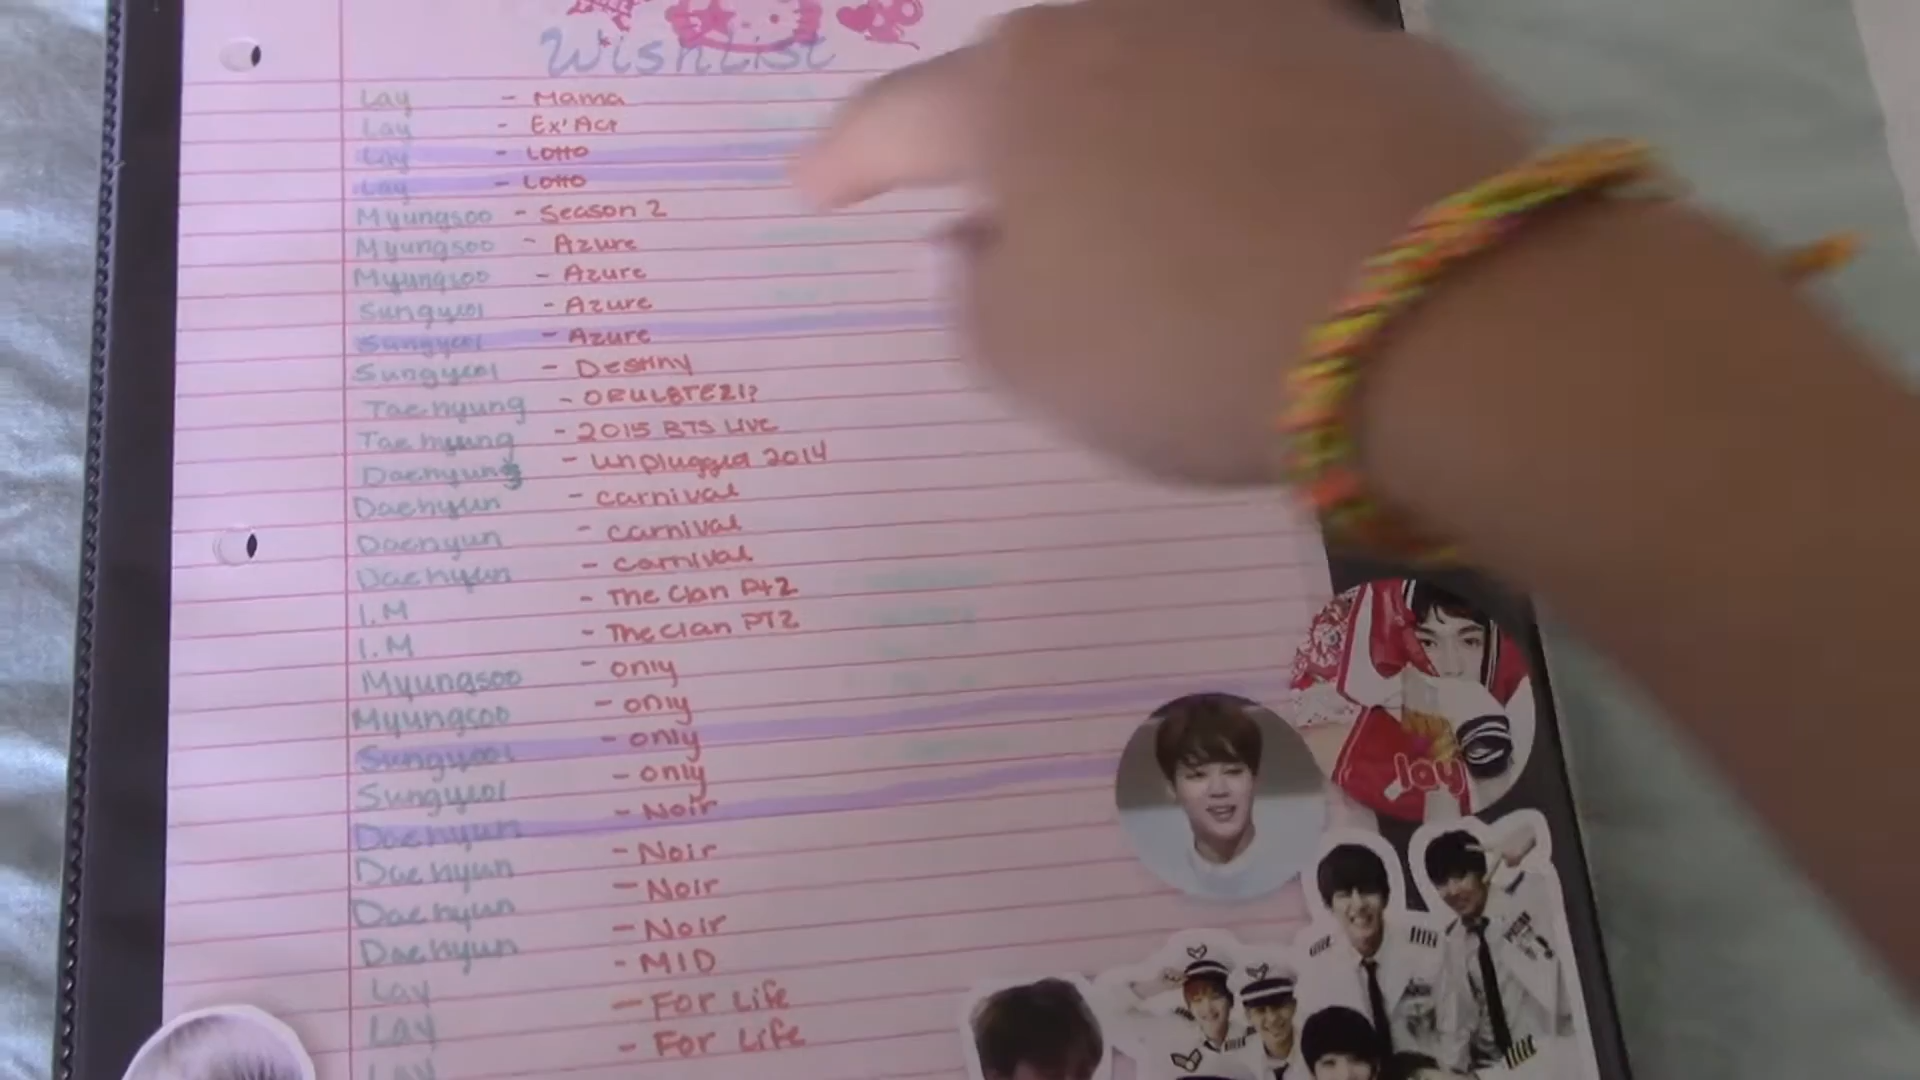 Wishlist
Lay - Mama
Lay - Ex'Act
Lay - Lotto
Lay - Lotto
Myungsoo - Season 2
Myungsoo - Azure
Myungsoo - Azure
Sungyeol - Azure
Sungyeol - Azure
Sungyeol - Destiny
Taehyung - ORUL8TE21?
Taehyung - 2015 BTS LIVE
Daehyung - unplugged 2014
Daehyun - carnival
Daehyun - carnival
Daehyun - carnival
I.M - The Clan Pt2
I.M - The Clan PT2
Myungsoo - only
Myungsoo - only
Sungyeol - only
Sungyeol - only
Daehyun - Noir
Daehyun - Noir
Daehyun - Noir
Daehyun - Noir
Lay - MID
Lay - For Life
Lay - For Life
lay